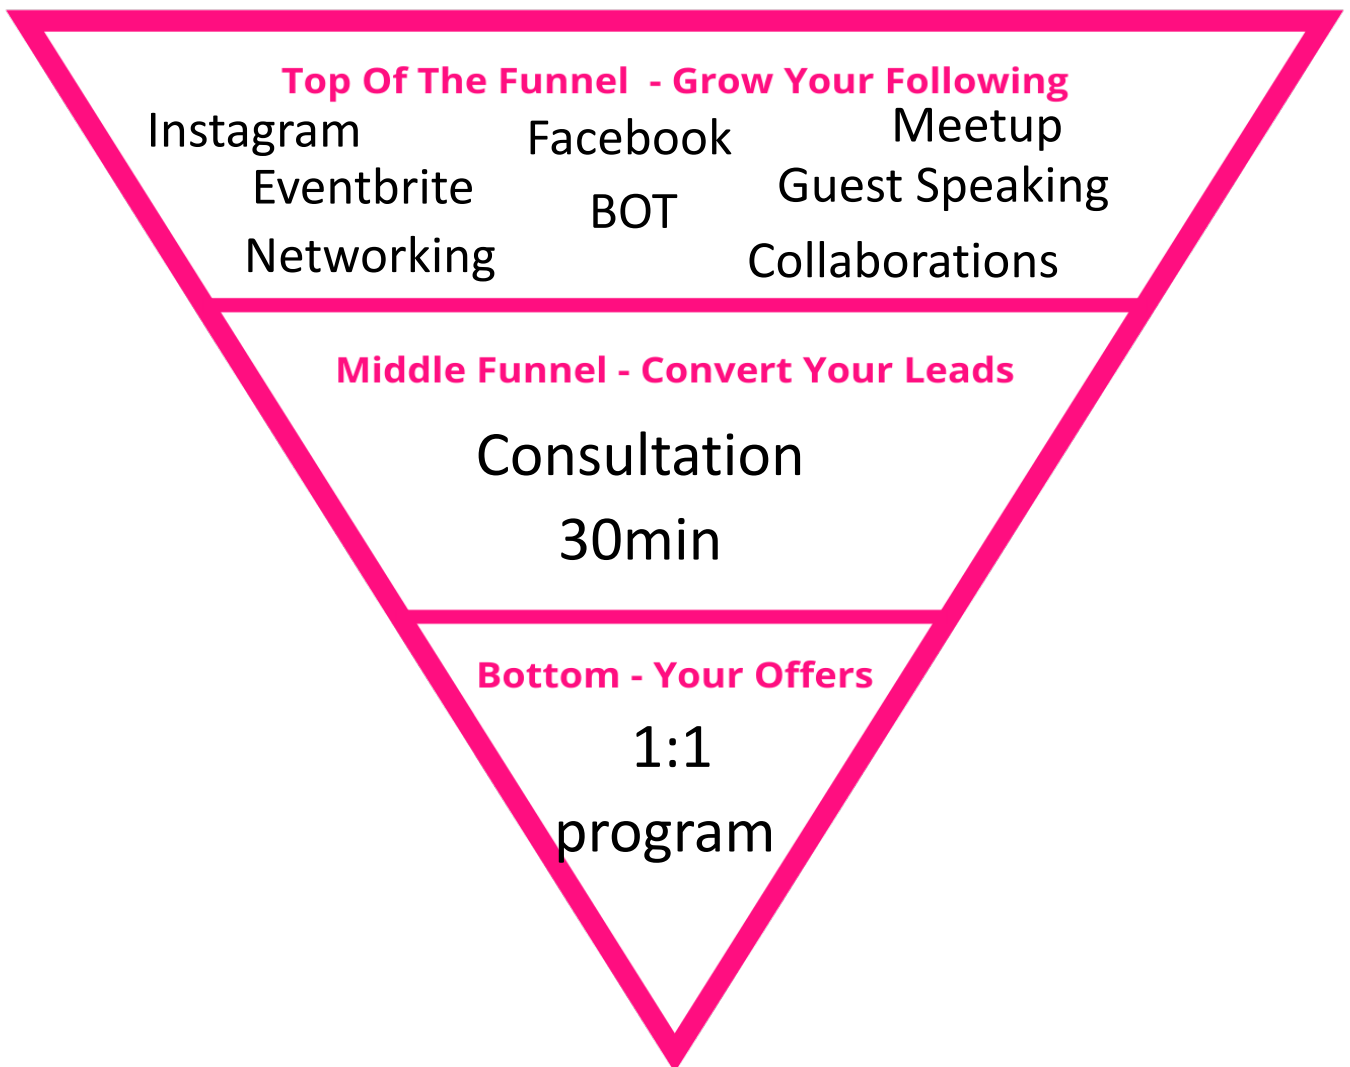 Top Of The Funnel - Grow Your Following
Instagram
Facebook
Meetup
Eventbrite
BOT
Guest Speaking
Networking
Collaborations
Middle Funnel - Convert Your Leads
Consultation
30min
Bottom - Your Offers
1:1
program